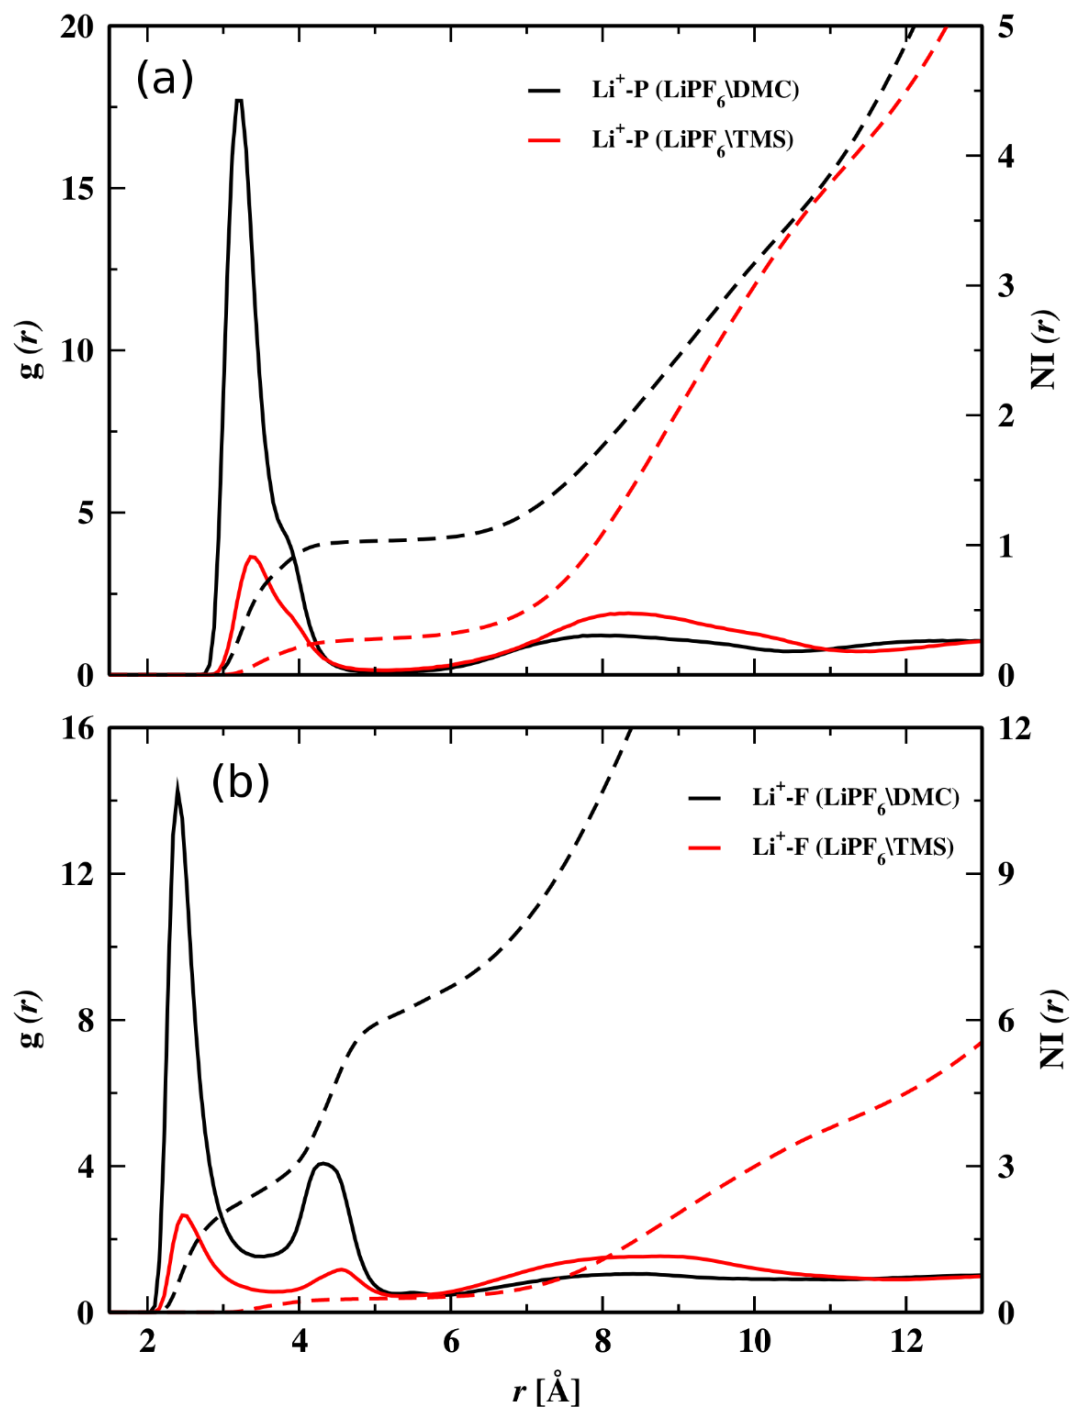 (a)
Li⁺-P (LiPF₆\DMC)
Li⁺-P (LiPF₆\TMS)
g (r)
20
15
10
5
0
NI (r)
5
4
3
2
1
0
(b)
Li⁺-F (LiPF₆\DMC)
Li⁺-F (LiPF₆\TMS)
g (r)
16
12
8
4
0
NI (r)
12
9
6
3
0
2 4 6 8 10 12
r [Å]